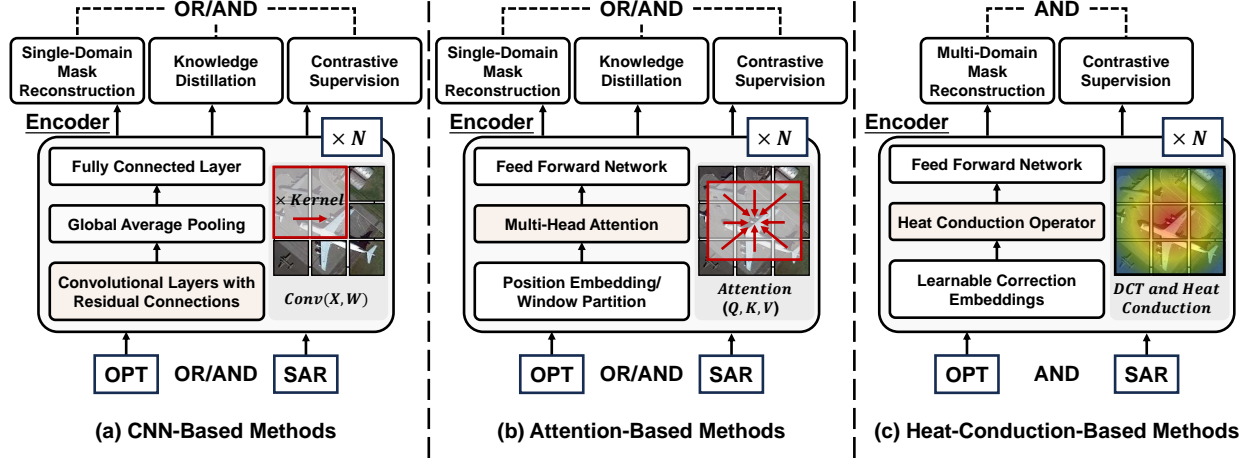 OR/AND
Single-Domain
Mask
Reconstruction
Knowledge
Distillation
Contrastive
Supervision
Encoder
× N
Fully Connected Layer
Global Average Pooling
Convolutional Layers with
Residual Connections
× Kernel
Conv(X, W)
OPT
OR/AND
SAR
(a) CNN-Based Methods
OR/AND
Single-Domain
Mask
Reconstruction
Knowledge
Distillation
Contrastive
Supervision
Encoder
× N
Feed Forward Network
Multi-Head Attention
Position Embedding/
Window Partition
Attention
(Q, K, V)
OPT
OR/AND
SAR
(b) Attention-Based Methods
AND
Multi-Domain
Mask
Reconstruction
Contrastive
Supervision
Encoder
× N
Feed Forward Network
Heat Conduction Operator
Learnable Correction
Embeddings
DCT and Heat
Conduction
OPT
AND
SAR
(c) Heat-Conduction-Based Methods